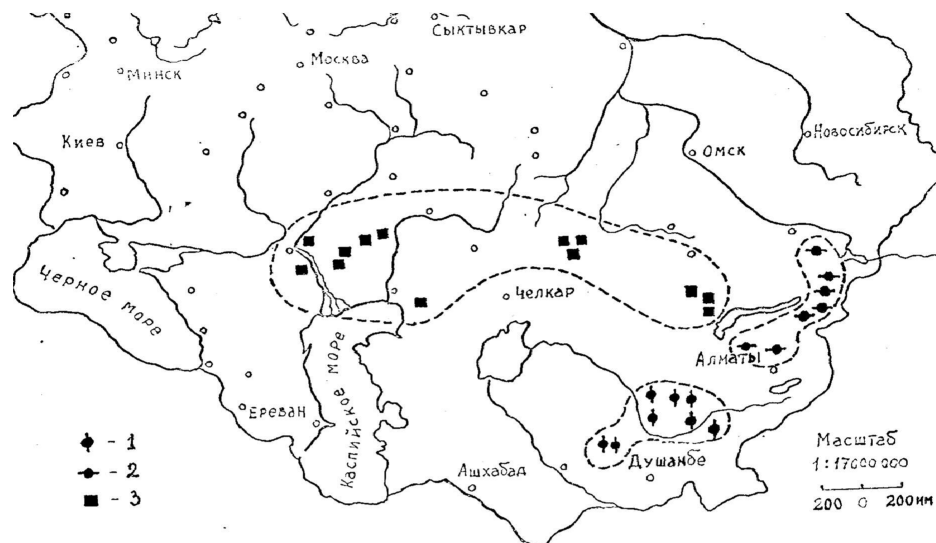 Сыктывкар
Москва
Минск
Новосибирск
Киев
Омск
Черное море
Челкар
Алматы
Каспийское море
Ереван
Душанбе
Ашхабад
- 1
- 2
- 3
Масштаб
1:17000000
200 0 200км